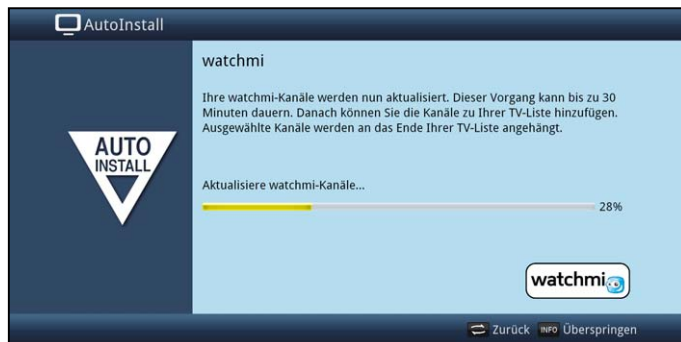 AutoInstall
AUTO
INSTALL
watchmi
Ihre watchmi-Kanäle werden nun aktualisiert. Dieser Vorgang kann bis zu 30
Minuten dauern. Danach können Sie die Kanäle zu Ihrer TV-Liste hinzufügen.
Ausgewählte Kanäle werden an das Ende Ihrer TV-Liste angehängt.
Aktualisiere watchmi-Kanäle...
28%
watchmi
Zurück INFO Überspringen